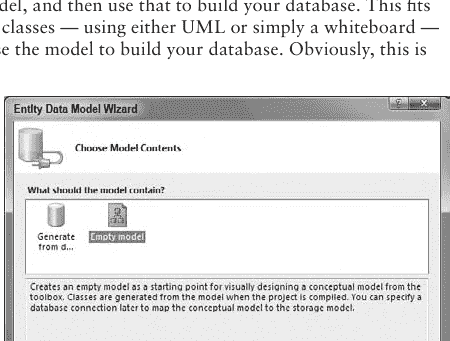 del, and then use that to build your database. This fits
classes — using either UML or simply a whiteboard —
se the model to build your database. Obviously, this is
Entity Data Model Wizard
Choose Model Contents
What should the model contain?
Generate from d...
Empty model
Creates an empty model as a starting point for visually designing a conceptual model from the
toolbox. Classes are generated from the model when the project is compiled. You can specify a
database connection later to map the conceptual model to the storage model.